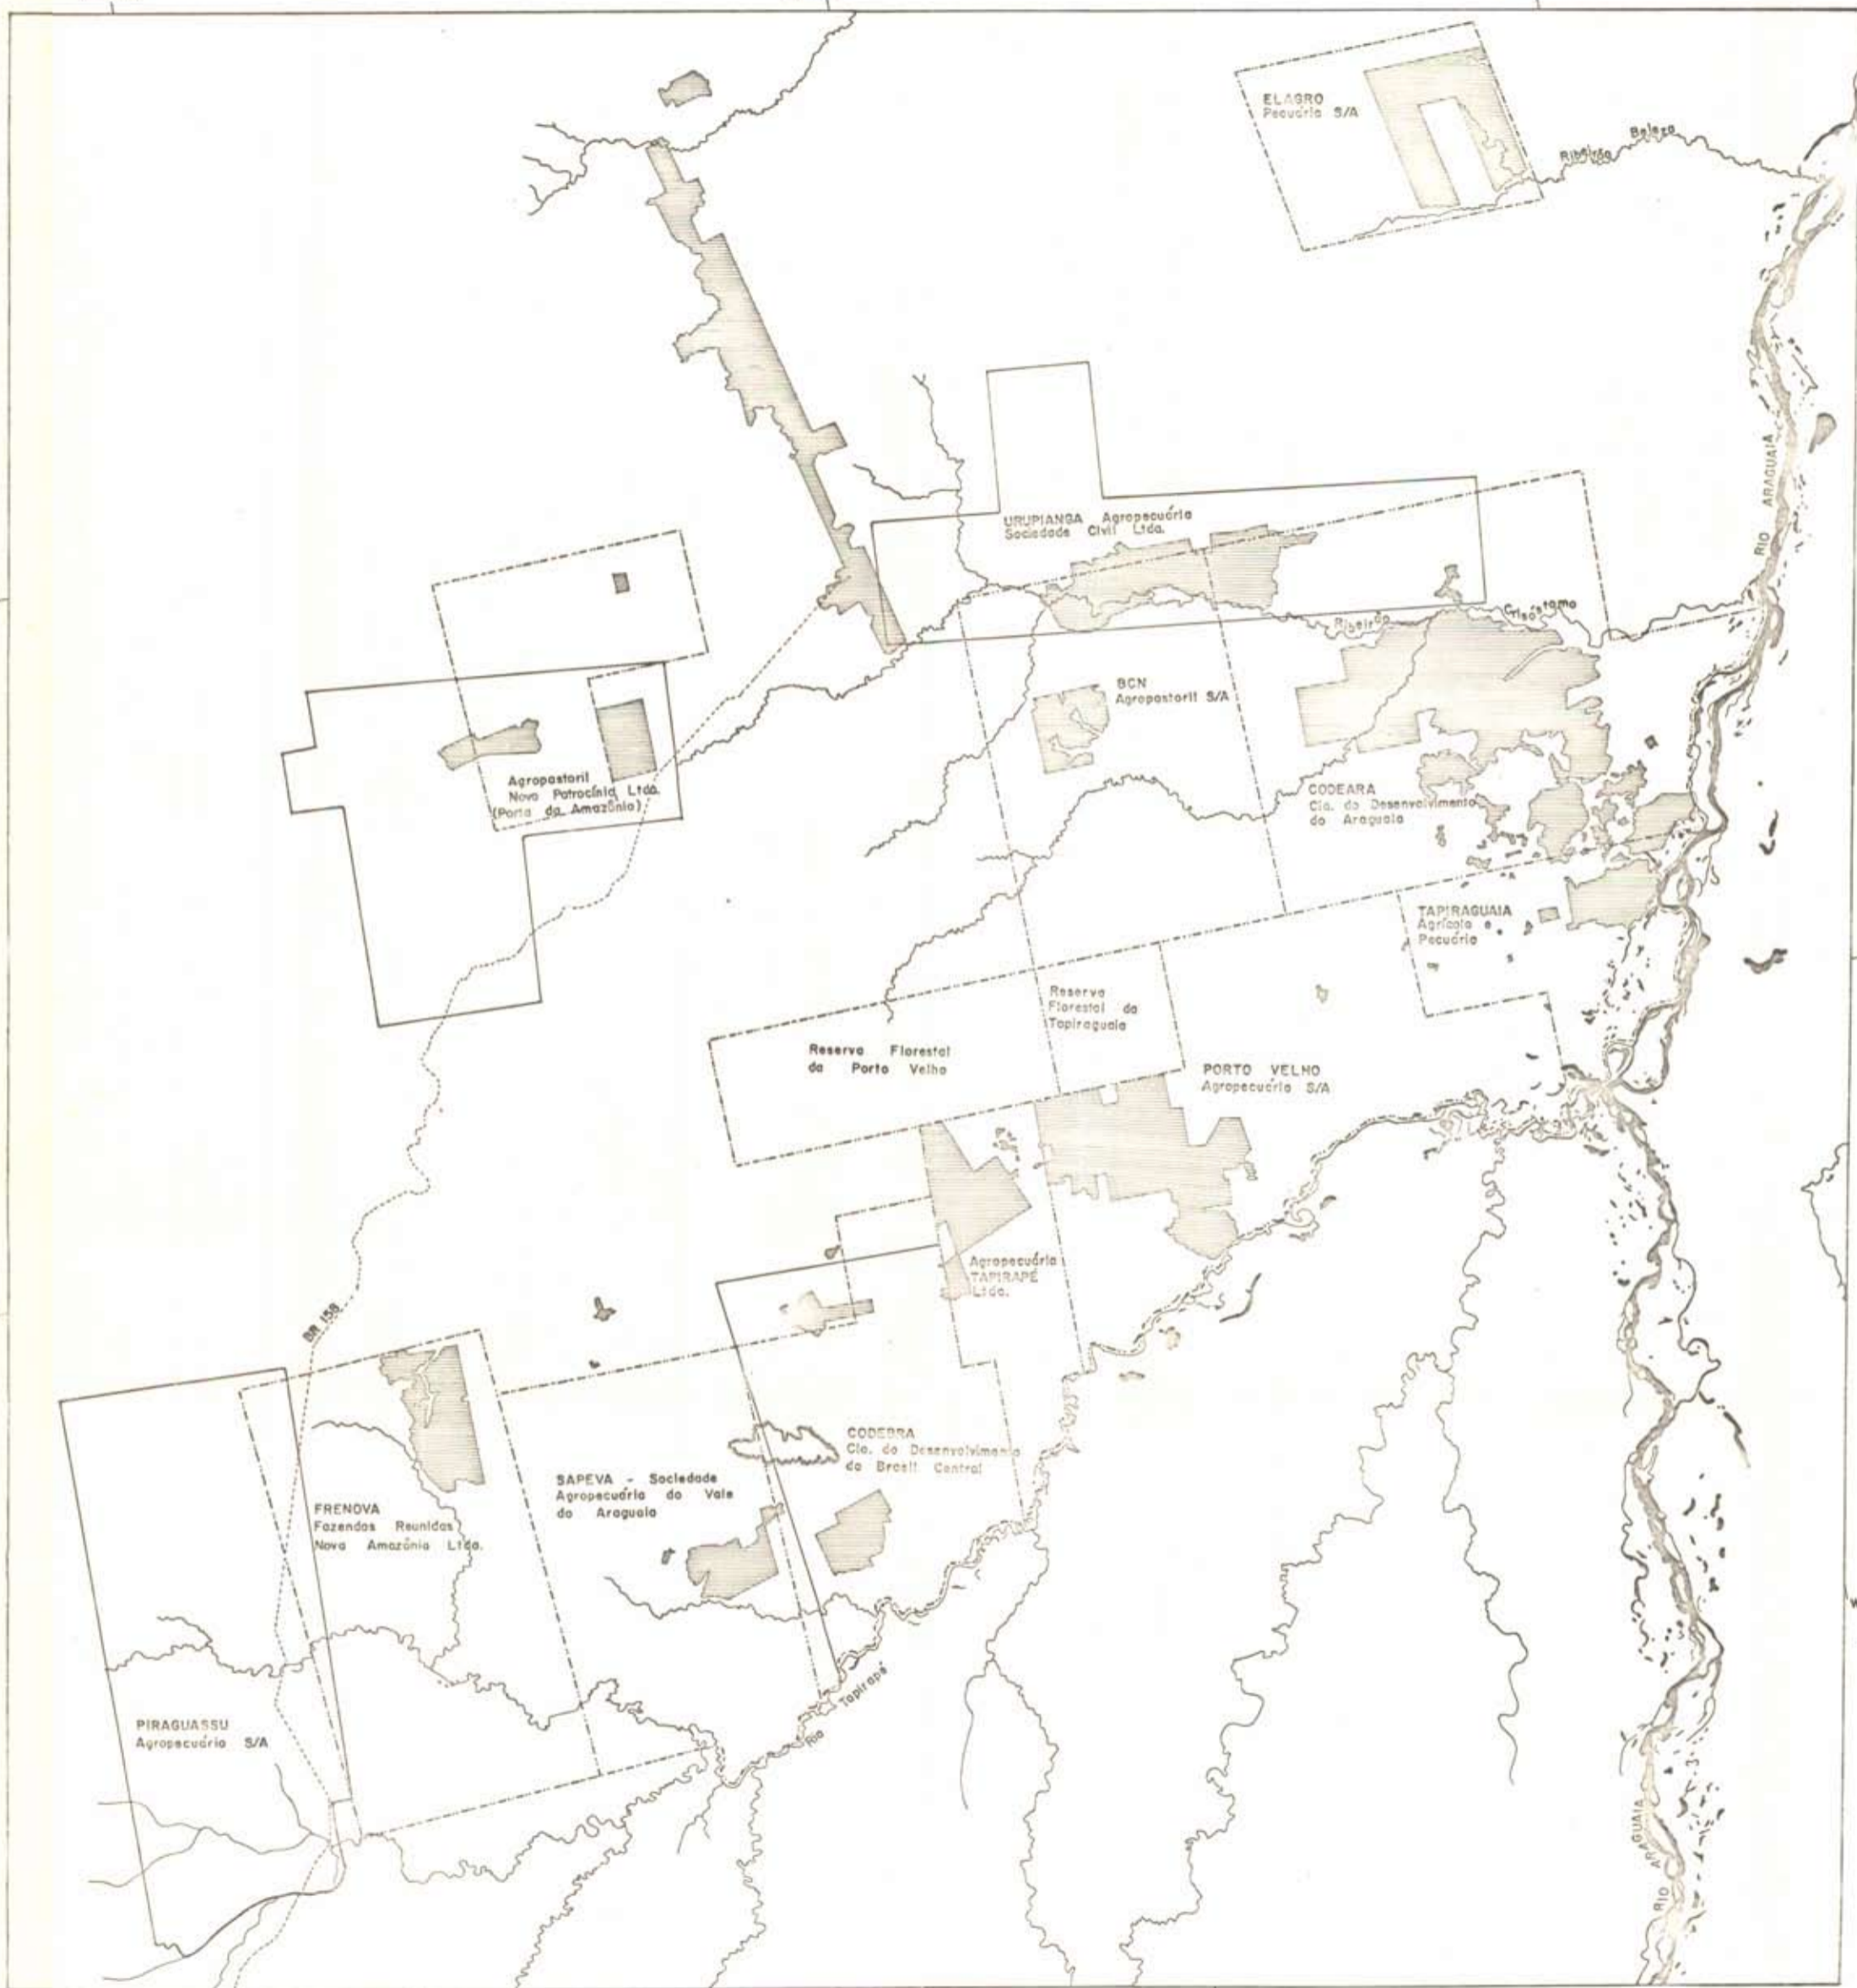 ELAGRO
Pecuária S/A
Ribeirão Beleza
RIO ARAGUAIA
URUPIANGA Agropecuária
Sociedade Civil Ltda.
Ribeirão Crisóstomo
BCN
Agropastoril S/A
Agropastoril
Nova Patrocínio Ltda.
(Porta da Amazônia)
CODEARA
Cia. do Desenvolvimento
do Araguaia
TAPIRAGUAIA
Agrícola e
Pecuária
Reserva
Florestal da
Tapiraguaia
Reserva Florestal
da Porto Velho
PORTO VELHO
Agropecuária S/A
Agropecuária
TAPIRAPÉ
Ltda.
BR 158
CODEBRA
Cia. do Desenvolvimento
do Brasil Central
SAPEVA - Sociedade
Agropecuária do Vale
do Araguaia
FRENOVA
Fazendas Reunidas
Nova Amazônia Ltda.
Rio Tapirapé
PIRAGUASSU
Agropecuária S/A
RIO ARAGUAIA